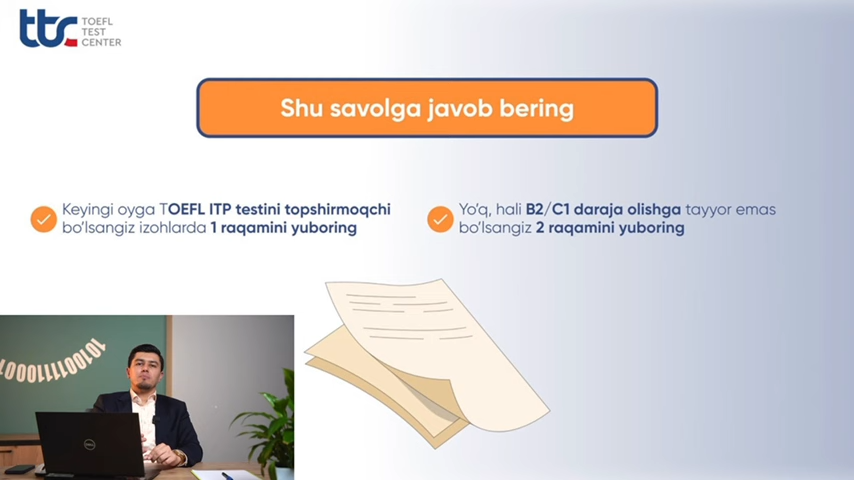 ttc
TOEFL
TEST
CENTER
Shu savolga javob bering
Keyingi oyga TOEFL ITP testini topshirmoqchi
bo'lsangiz izohlarda 1 raqamini yuboring
Yo'q, hali B2/C1 daraja olishga tayyor emas
bo'lsangiz 2 raqamini yuboring
DELL